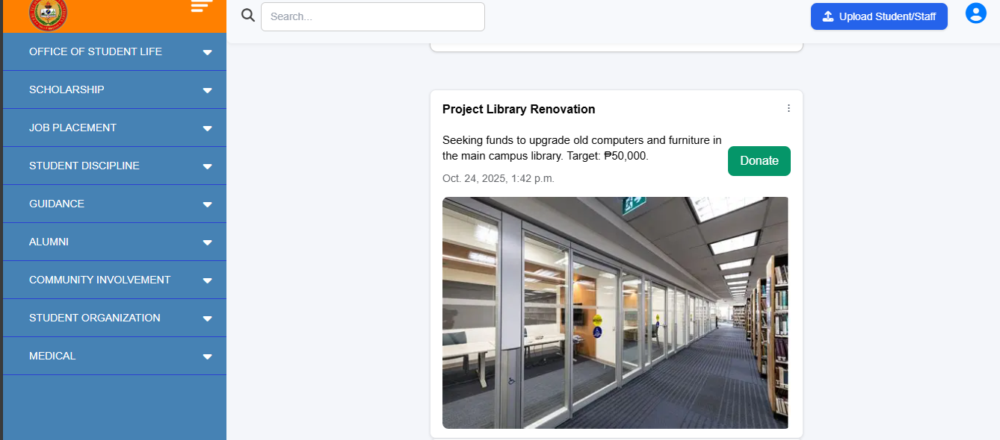 Search...
Upload Student/Staff
OFFICE OF STUDENT LIFE
SCHOLARSHIP
JOB PLACEMENT
STUDENT DISCIPLINE
GUIDANCE
ALUMNI
COMMUNITY INVOLVEMENT
STUDENT ORGANIZATION
MEDICAL
Project Library Renovation
Seeking funds to upgrade old computers and furniture in
the main campus library. Target: ₱50,000.
Donate
Oct. 24, 2025, 1:42 p.m.